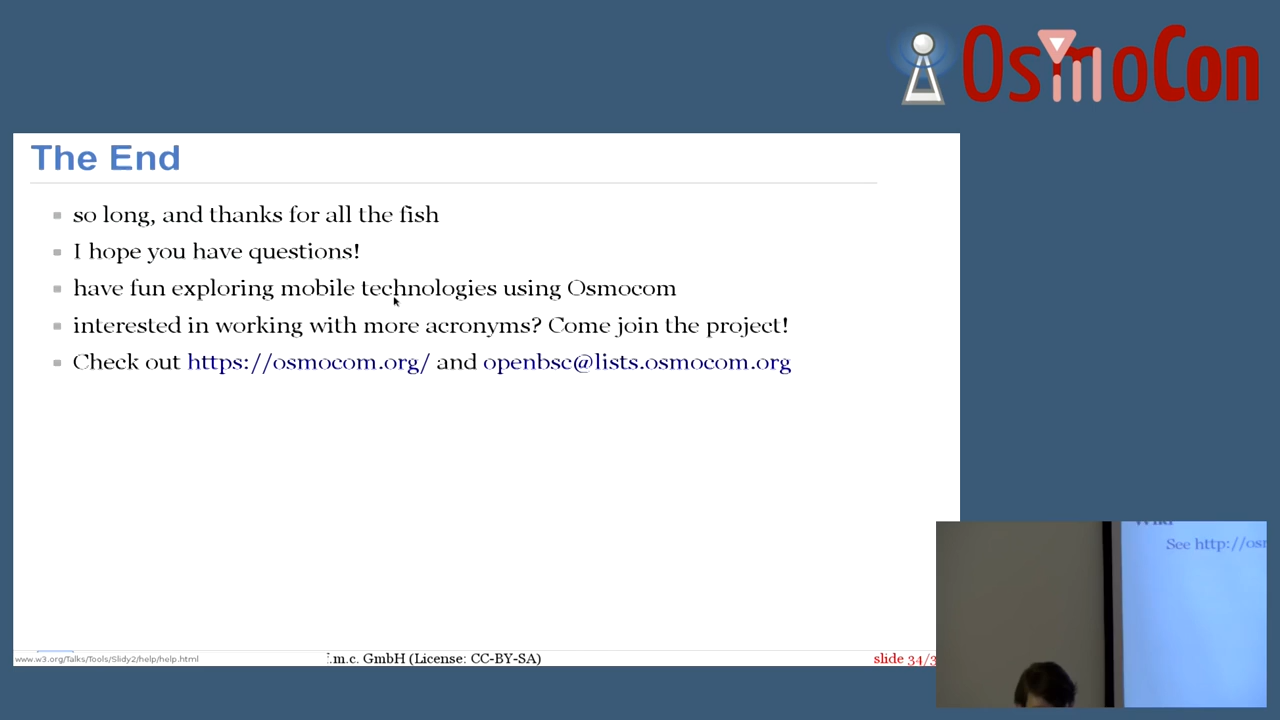 OsmoCon
The End
so long, and thanks for all the fish
I hope you have questions!
have fun exploring mobile technologies using Osmocom
interested in working with more acronyms? Come join the project!
Check out https://osmocom.org/ and openbsc@lists.osmocom.org
Wiki
See http://osm
www.w3.org/Talks/Tools/Slidy2/help/help.html
f.m.c. GmbH (License: CC-BY-SA)
slide 34/3